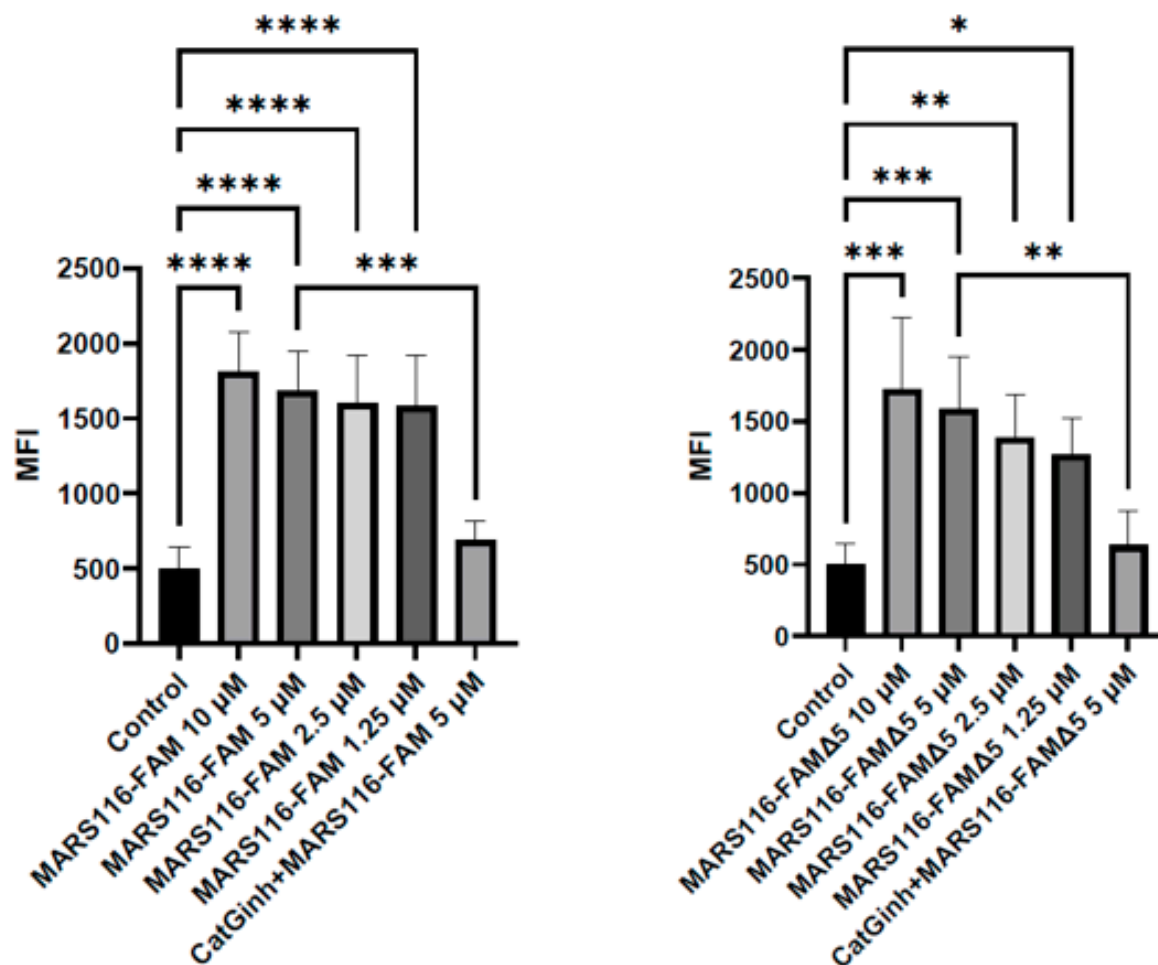 ****
****
****
****
***
2500
2000
1500
1000
500
0
MFI
Control
MARS116-FAM 10 µM
MARS116-FAM 5 µM
MARS116-FAM 2.5 µM
MARS116-FAM 1.25 µM
CatGinh+MARS116-FAM 5 µM
*
**
***
***
**
2500
2000
1500
1000
500
0
MFI
Control
MARS116-FAMΔ5 10 µM
MARS116-FAMΔ5 5 µM
MARS116-FAMΔ5 2.5 µM
MARS116-FAMΔ5 1.25 µM
CatGinh+MARS116-FAMΔ5 5 µM